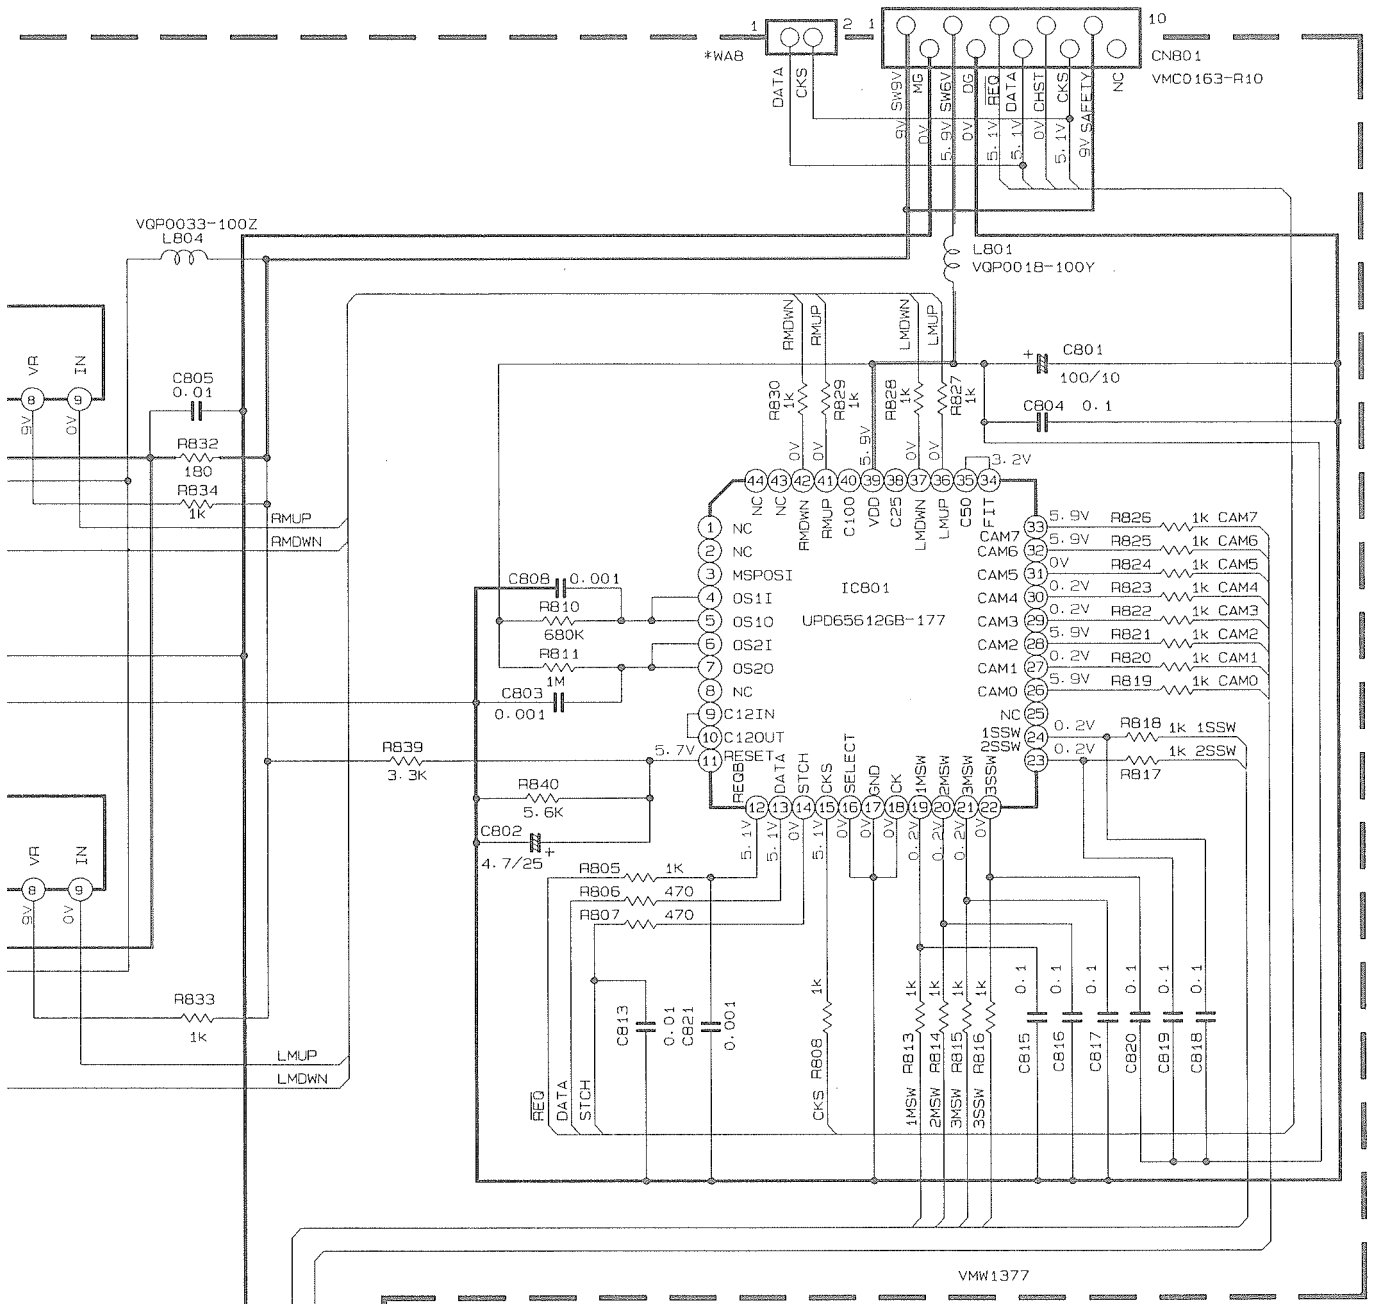 1
2
1
10
*WA8
CN801
VMC0163-R10
DATA
CKS
9V SW9V
0V MG
5.9V SW6V
0V DG
5.1V REQ
5.1V DATA
0V CHST
5.1V CKS
9V SAFETY
NC
VQP0033-100Z
L804
L801
VQP0018-100Y
RMDWN
RMUP
LMDWN
LMUP
C801
100/10
VR
IN
8
9
9V
0V
C805
0.01
R830
1k
R829
1k
R828
1k
R827
1k
C804 0.1
R832
180
R834
1k
0V
0V
5.9V
0V
0V
3.2V
44
43
42
41
40
39
38
37
36
35
34
NC
NC
RMDWN
RMUP
C100
VDD
C25
LMDWN
LMUP
C50
FIT
RMUP
RMDWN
1 NC
2 NC
3 MSPOSI
4 OS1I
5 OS1O
6 OS2I
7 OS2O
8 NC
9 C12IN
10 C12OUT
11 RESET
IC801
UPD65612GB-177
CAM7 33 5.9V R826 1k CAM7
CAM6 32 5.9V R825 1k CAM6
CAM5 31 0V R824 1k CAM5
CAM4 30 0.2V R823 1k CAM4
CAM3 29 0.2V R822 1k CAM3
CAM2 28 5.9V R821 1k CAM2
CAM1 27 0.2V R820 1k CAM1
CAM0 26 5.9V R819 1k CAM0
NC 25
1SSW 24 0.2V R818 1k 1SSW
2SSW 23 0.2V R817 1k 2SSW
C808 0.001
R810
680K
R811
1M
C803
0.001
R839
3.3K
5.7V
R840
5.6K
C802
4.7/25
REQB
DATA
STCH
CKS
SELECT
GND
CK
1MSW
2MSW
3MSW
3SSW
12
13
14
15
16
17
18
19
20
21
22
5.1V
5.1V
0V
5.1V
0V
0V
0V
0.2V
0.2V
0.2V
0V
VR
IN
8
9
9V
0V
R805 1K
R806 470
R807 470
R833
1k
LMUP
LMDWN
C813
0.01
C821
0.001
REQ
DATA
STCH
CKS R808 1k
1MSW R813 1k
2MSW R814 1k
3MSW R815 1k
3SSW R816 1k
C815 0.1
C816 0.1
C817 0.1
C820 0.1
C819 0.1
C818 0.1
VMW1377